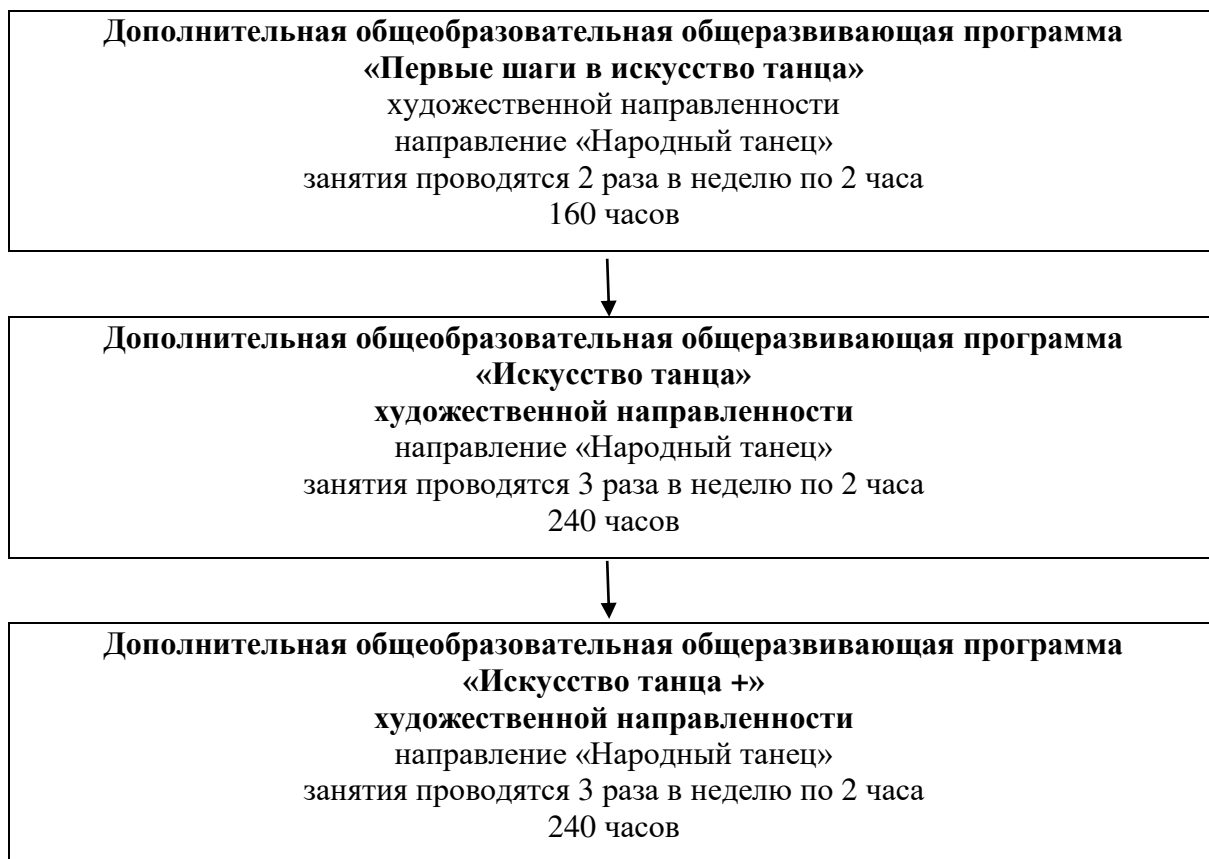 Дополнительная общеобразовательная общеразвивающая программа
«Первые шаги в искусство танца»
художественной направленности
направление «Народный танец»
занятия проводятся 2 раза в неделю по 2 часа
160 часов
Дополнительная общеобразовательная общеразвивающая программа
«Искусство танца»
художественной направленности
направление «Народный танец»
занятия проводятся 3 раза в неделю по 2 часа
240 часов
Дополнительная общеобразовательная общеразвивающая программа
«Искусство танца +»
художественной направленности
направление «Народный танец»
занятия проводятся 3 раза в неделю по 2 часа
240 часов